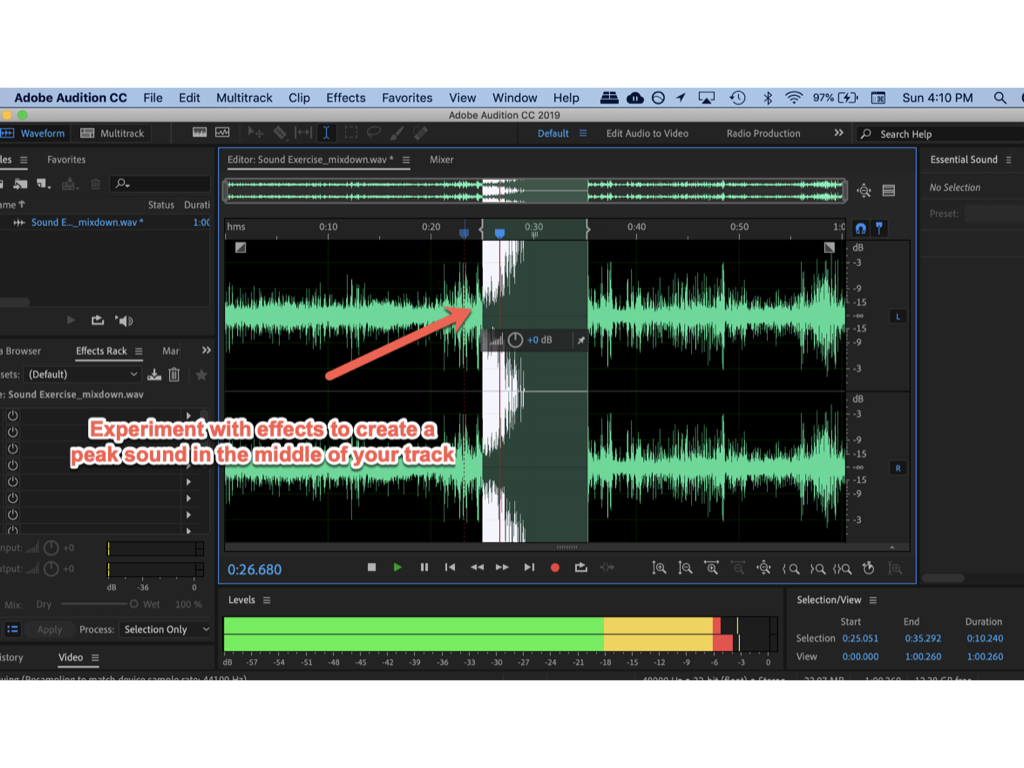 Adobe Audition CC File Edit Multitrack Clip Effects Favorites View Window Help 97% Sun 4:10 PM
Adobe Audition CC 2019
Waveform Multitrack Default Edit Audio to Video Radio Production » Search Help
les Favorites Editor: Sound Exercise_mixdown.wav * Mixer Essential Sound
No Selection
ame Status Durati
Preset:
Sound E..._mixdown.wav * 1:00
hms 0:10 0:20 0:30 0:40 0:50 1:0
dB
-3
-9
-15
-∞
-15
-9
-3
L
+0 dB
a Browser Effects Rack Mar »
sets: (Default)
e: Sound Exercise_mixdown.wav
dB
-3
-9
-15
-∞
-15
-9
-3
R
Experiment with effects to create a
peak sound in the middle of your track
nput: +0
utput: +0
dB -36 0
Mix: Dry Wet 100 %
Apply Process: Selection Only
istory Video
0:26.680
Levels
dB -57 -54 -51 -48 -45 -42 -39 -36 -33 -30 -27 -24 -21 -18 -15 -12 -9 -6 -3 0
Selection/View
Start End Duration
Selection 0:25.051 0:35.292 0:10.240
View 0:00.000 1:00.260 1:00.260